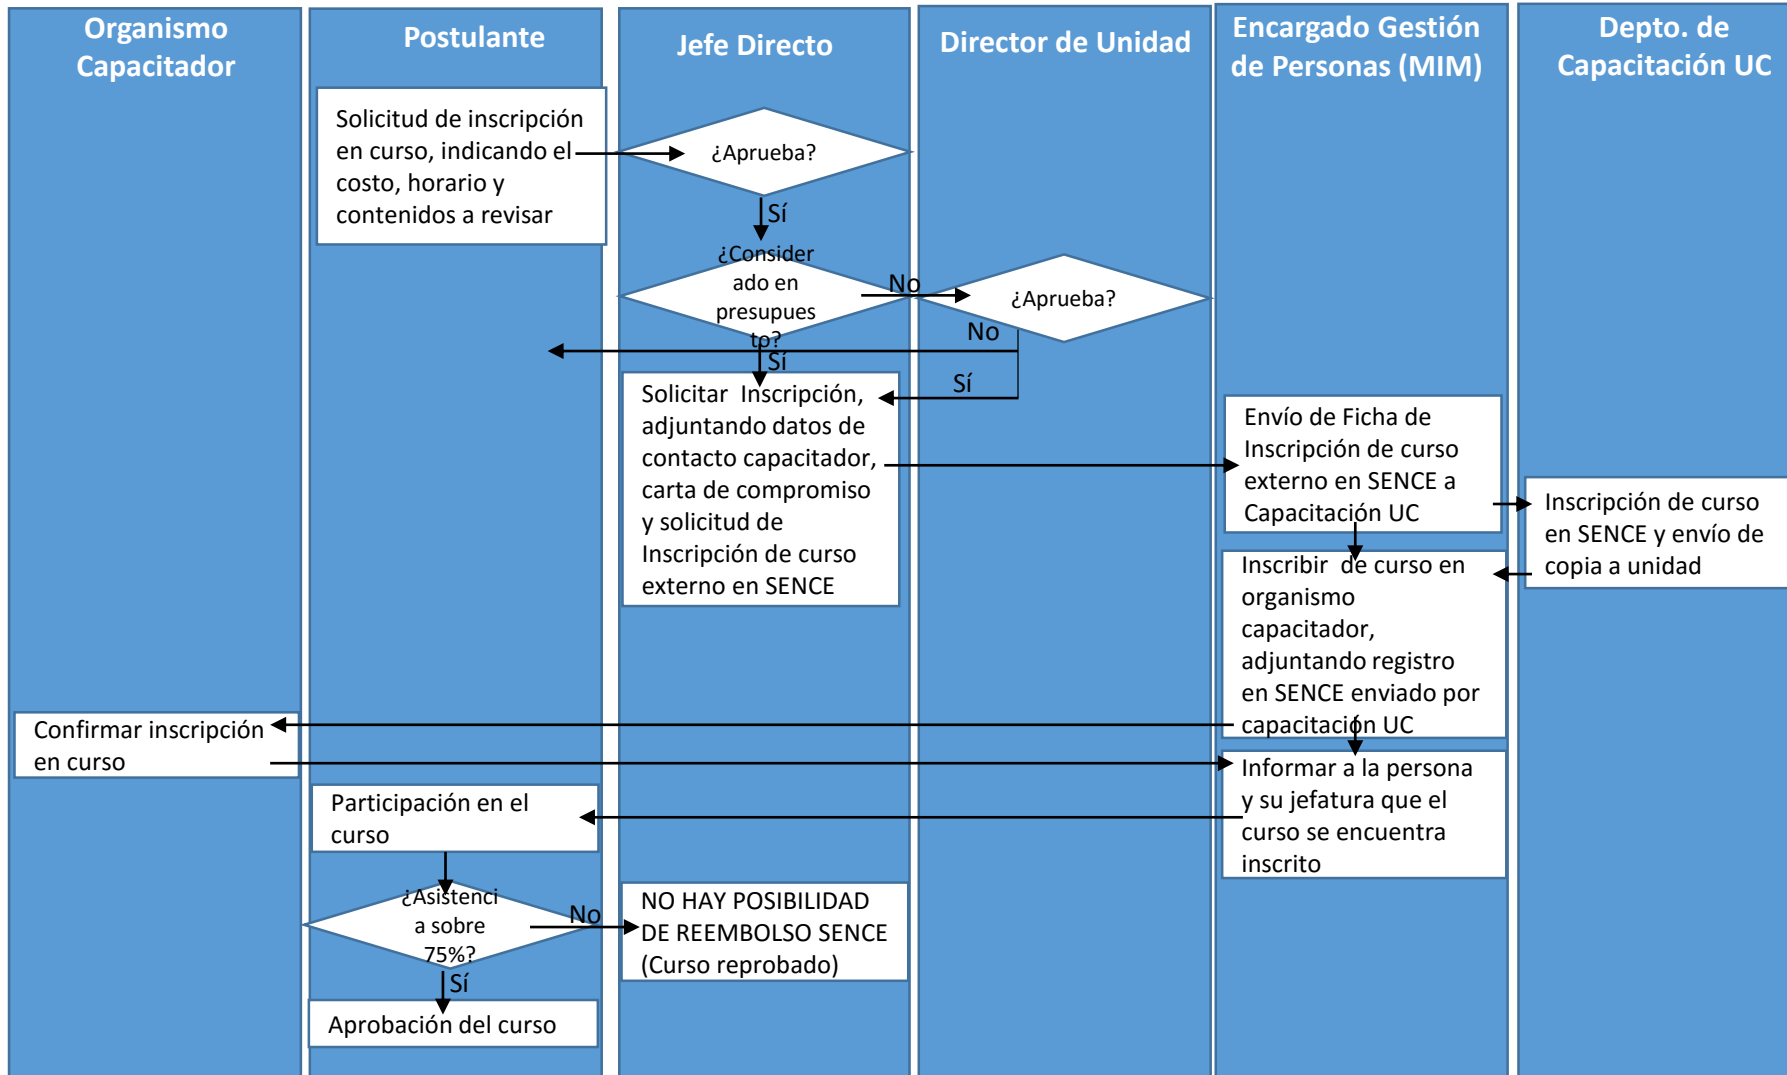 Organismo
Capacitador
Postulante
Jefe Directo
Director de Unidad
Encargado Gestión
de Personas (MIM)
Depto. de
Capacitación UC
Solicitud de inscripción
en curso, indicando el
costo, horario y
contenidos a revisar
¿Aprueba?
Sí
¿Consider
ado en
presupues
to?
No
¿Aprueba?
No
Sí
Sí
Solicitar  Inscripción,
adjuntando datos de
contacto capacitador,
carta de compromiso
y solicitud de
Inscripción de curso
externo en SENCE
Envío de Ficha de
Inscripción de curso
externo en SENCE a
Capacitación UC
Inscripción de curso
en SENCE y envío de
copia a unidad
Inscribir  de curso en
organismo
capacitador,
adjuntando registro
en SENCE enviado por
capacitación UC
Confirmar inscripción
en curso
Informar a la persona
y su jefatura que el
curso se encuentra
inscrito
Participación en el
curso
¿Asistenci
a sobre
75%?
No
NO HAY POSIBILIDAD
DE REEMBOLSO SENCE
(Curso reprobado)
Sí
Aprobación del curso